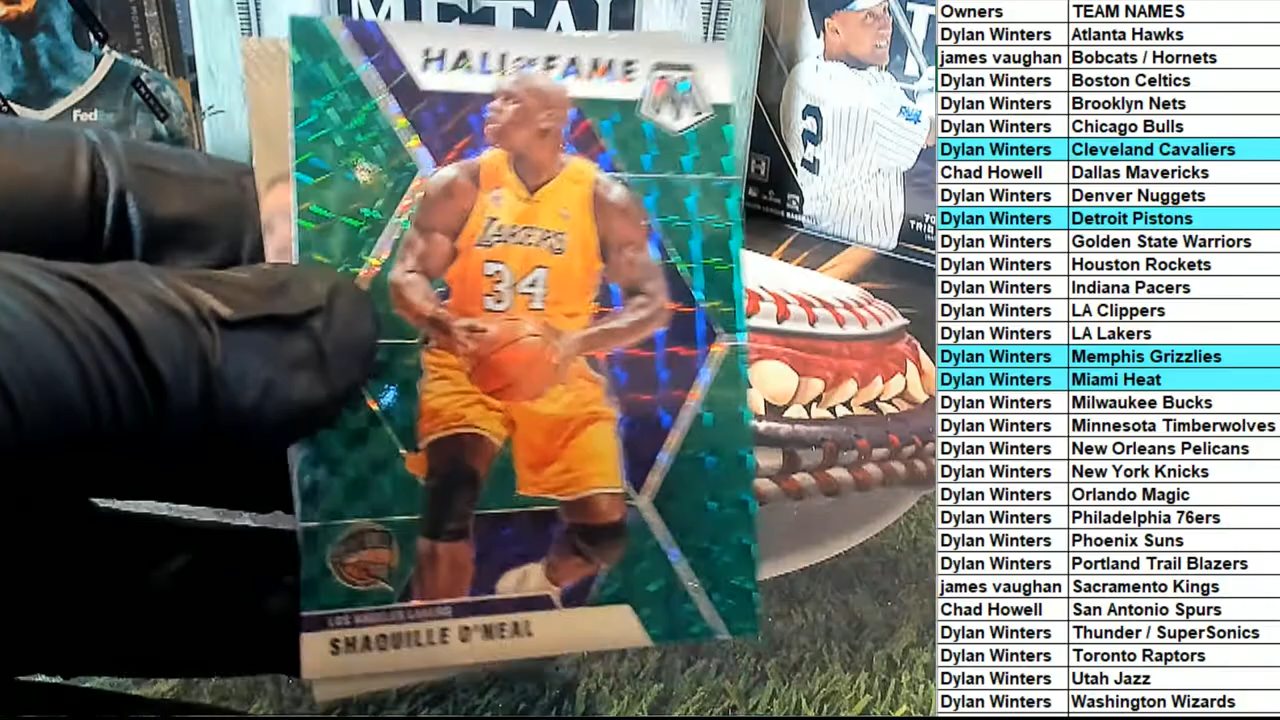 METAL
HALL OF FAME
FedEx
LAKERS
34
LOS ANGELES LAKERS
SHAQUILLE O'NEAL
2
Owners TEAM NAMES
Dylan Winters Atlanta Hawks
james vaughan Bobcats / Hornets
Dylan Winters Boston Celtics
Dylan Winters Brooklyn Nets
Dylan Winters Chicago Bulls
Dylan Winters Cleveland Cavaliers
Chad Howell Dallas Mavericks
Dylan Winters Denver Nuggets
Dylan Winters Detroit Pistons
Dylan Winters Golden State Warriors
Dylan Winters Houston Rockets
Dylan Winters Indiana Pacers
Dylan Winters LA Clippers
Dylan Winters LA Lakers
Dylan Winters Memphis Grizzlies
Dylan Winters Miami Heat
Dylan Winters Milwaukee Bucks
Dylan Winters Minnesota Timberwolves
Dylan Winters New Orleans Pelicans
Dylan Winters New York Knicks
Dylan Winters Orlando Magic
Dylan Winters Philadelphia 76ers
Dylan Winters Phoenix Suns
Dylan Winters Portland Trail Blazers
james vaughan Sacramento Kings
Chad Howell San Antonio Spurs
Dylan Winters Thunder / SuperSonics
Dylan Winters Toronto Raptors
Dylan Winters Utah Jazz
Dylan Winters Washington Wizards